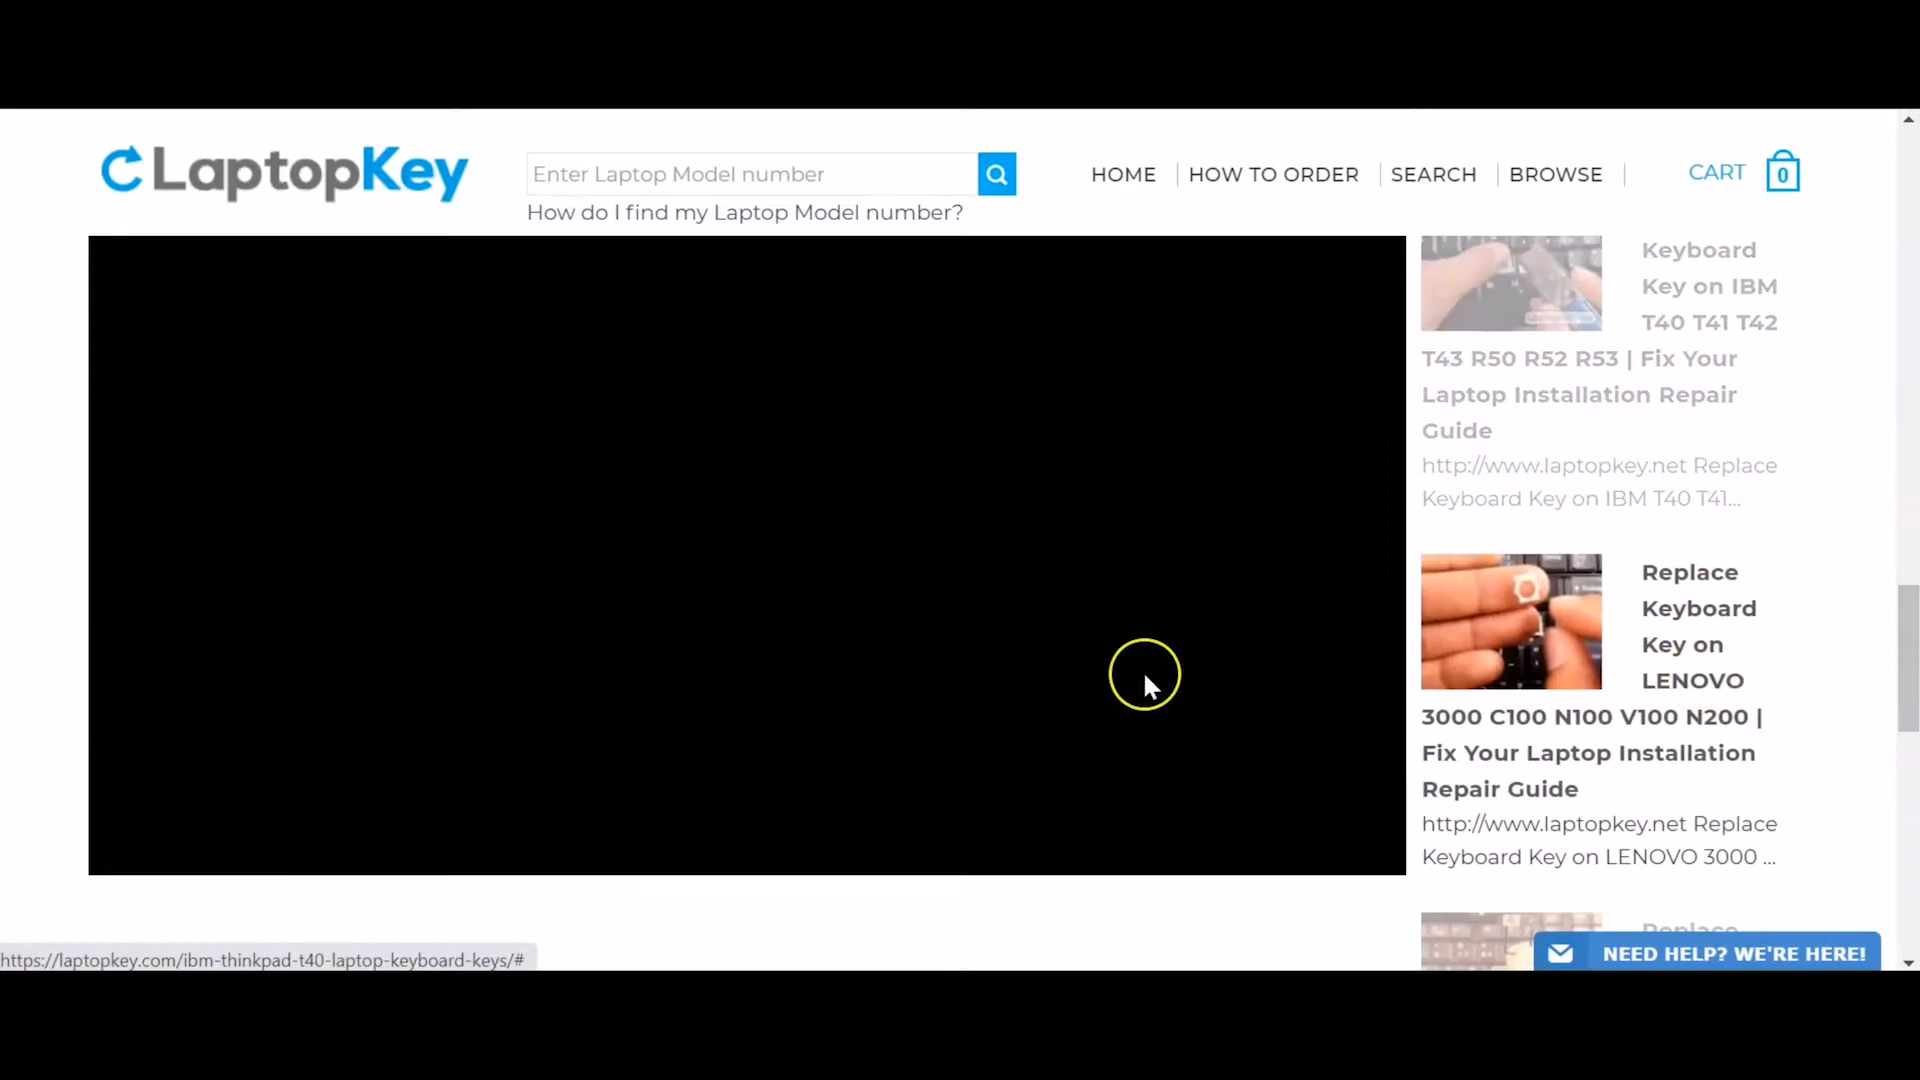 LaptopKey
Enter Laptop Model number
How do I find my Laptop Model number?
HOME
HOW TO ORDER
SEARCH
BROWSE
CART
0
Keyboard
Key on IBM
T40 T41 T42
T43 R50 R52 R53 | Fix Your
Laptop Installation Repair
Guide
http://www.laptopkey.net Replace
Keyboard Key on IBM T40 T41...
Replace
Keyboard
Key on
LENOVO
3000 C100 N100 V100 N200 |
Fix Your Laptop Installation
Repair Guide
http://www.laptopkey.net Replace
Keyboard Key on LENOVO 3000 ...
Replace
NEED HELP? WE'RE HERE!
https://laptopkey.com/ibm-thinkpad-t40-laptop-keyboard-keys/#